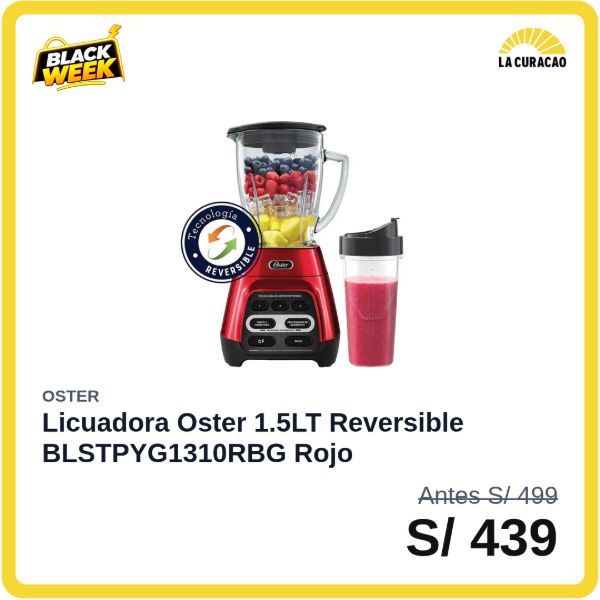 BLACK
WEEK
LA CURACAO
Tecnología
REVERSIBLE
Oster
OSTER
Licuadora Oster 1.5LT Reversible
BLSTPYG1310RBG Rojo
Antes S/ 499
S/ 439